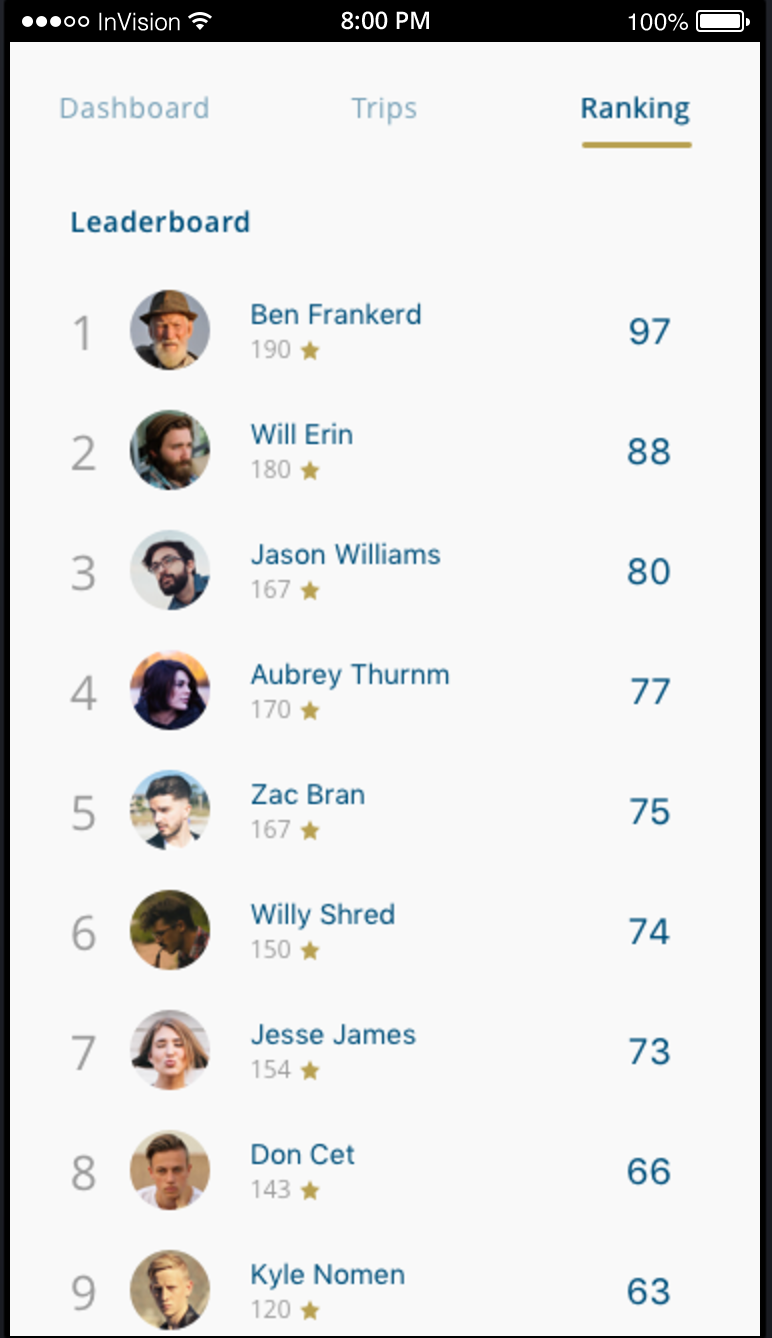 InVision 8:00 PM 100%
Dashboard Trips Ranking
Leaderboard
1 Ben Frankerd 97
190
2 Will Erin 88
180
3 Jason Williams 80
167
4 Aubrey Thurnm 77
170
5 Zac Bran 75
167
6 Willy Shred 74
150
7 Jesse James 73
154
8 Don Cet 66
143
9 Kyle Nomen 63
120